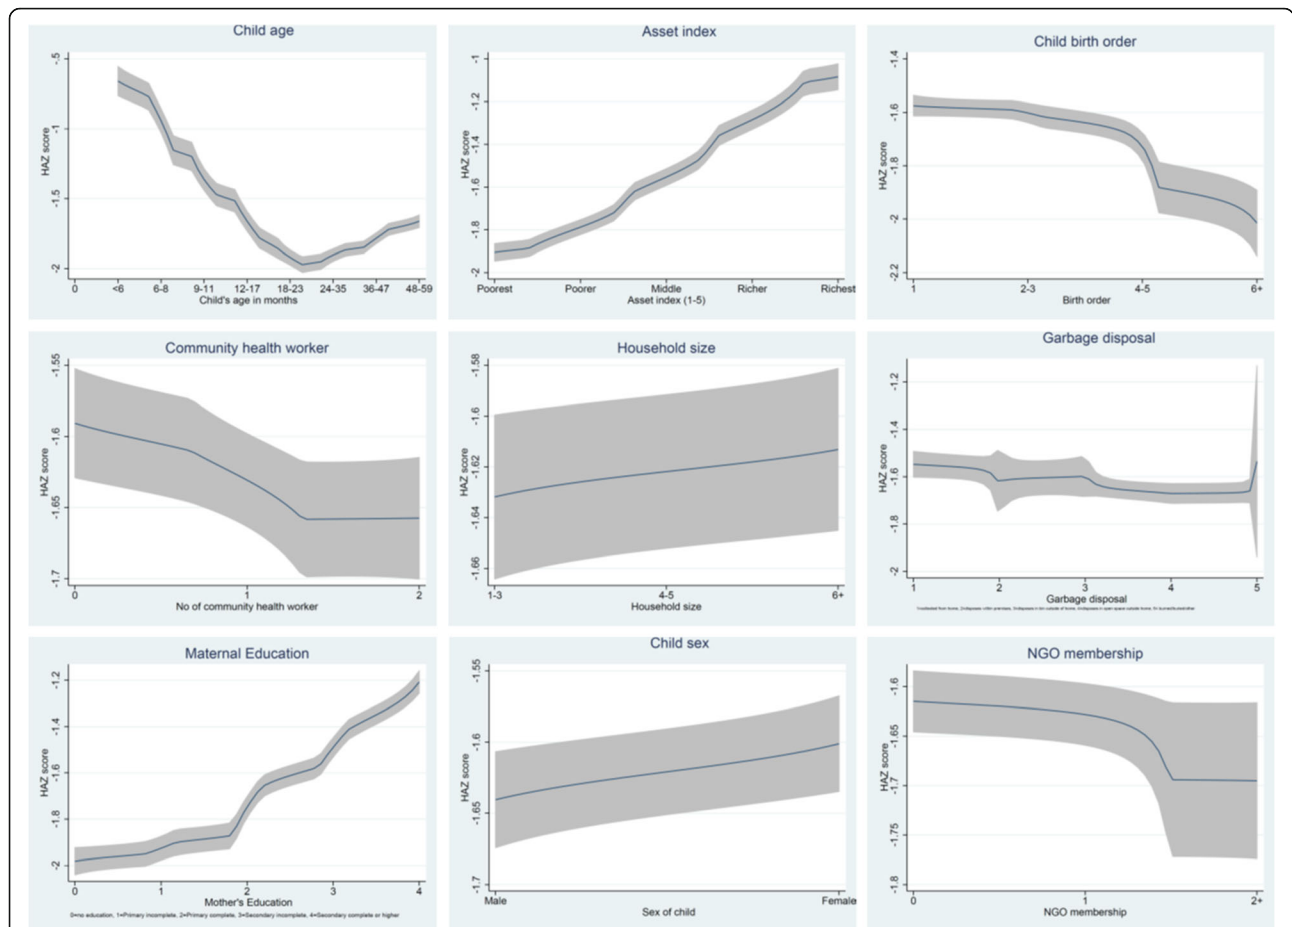 Child age
-.5
-1
-1.5
-2
HAZ score
0 <6 6-8 9-11 12-17 18-23 24-35 36-47 48-59
Child's age in months
Asset index
-1
-1.2
-1.4
-1.6
-1.8
-2
HAZ score
Poorest Poorer Middle Richer Richest
Asset index (1-5)
Child birth order
-1.4
-1.6
-1.8
-2
-2.2
HAZ score
1 2-3 4-5 6+
Birth order
Community health worker
-1.55
-1.6
-1.65
-1.7
HAZ score
0 1 2
No of community health worker
Household size
-1.58
-1.6
-1.62
-1.64
-1.66
HAZ score
1-3 4-5 6+
Household size
Garbage disposal
-1.2
-1.4
-1.6
-1.8
-2
HAZ score
1 2 3 4 5
Garbage disposal
Maternal Education
-1.2
-1.4
-1.6
-1.8
-2
HAZ score
0 1 2 3 4
Mother's Education
0=no education, 1=Primary incomplete, 2=Primary complete, 3=Secondary incomplete, 4=Secondary complete or higher
Child sex
-1.55
-1.6
-1.65
-1.7
HAZ score
Male Female
Sex of child
NGO membership
-1.6
-1.65
-1.7
-1.75
-1.8
HAZ score
0 1 2+
NGO membership